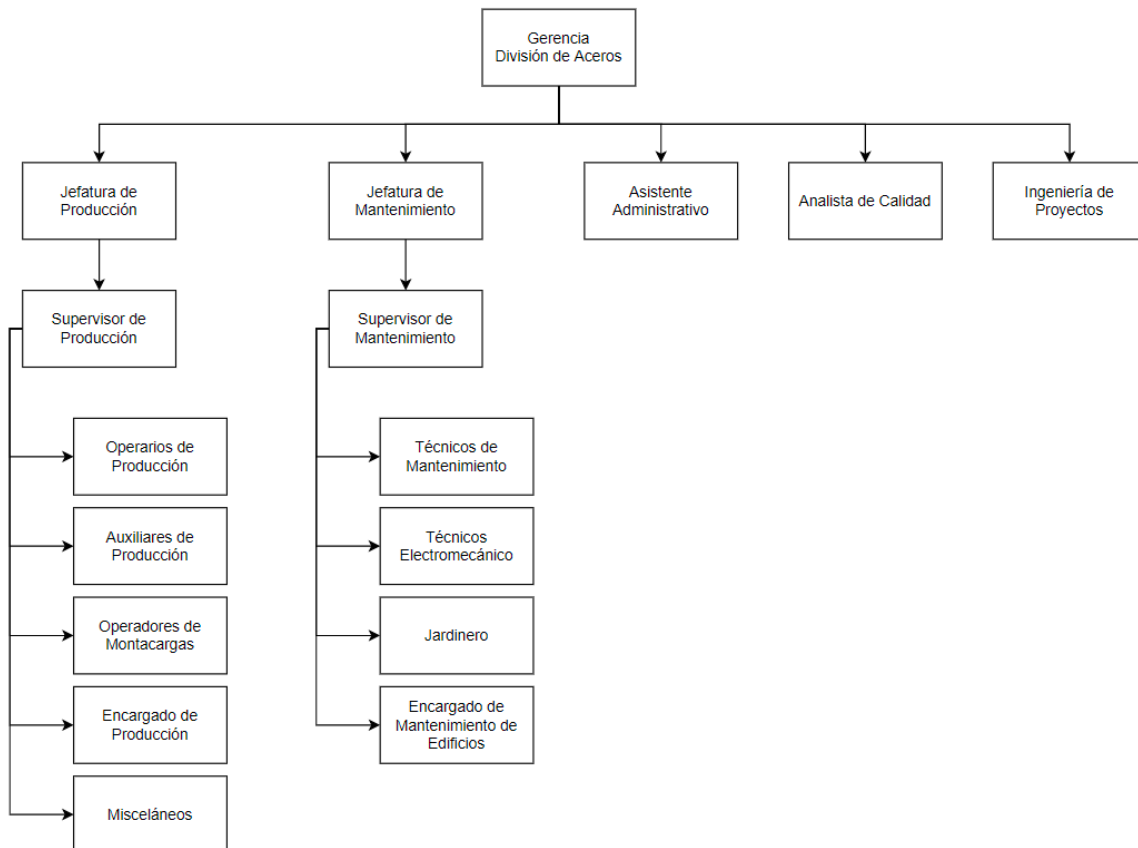 Gerencia
División de Aceros
Jefatura de
Producción
Jefatura de
Mantenimiento
Asistente
Administrativo
Analista de Calidad
Ingeniería de
Proyectos
Supervisor de
Producción
Supervisor de
Mantenimiento
Operarios de
Producción
Auxiliares de
Producción
Operadores de
Montacargas
Encargado de
Producción
Misceláneos
Técnicos de
Mantenimiento
Técnicos
Electromecánico
Jardinero
Encargado de
Mantenimiento de
Edificios